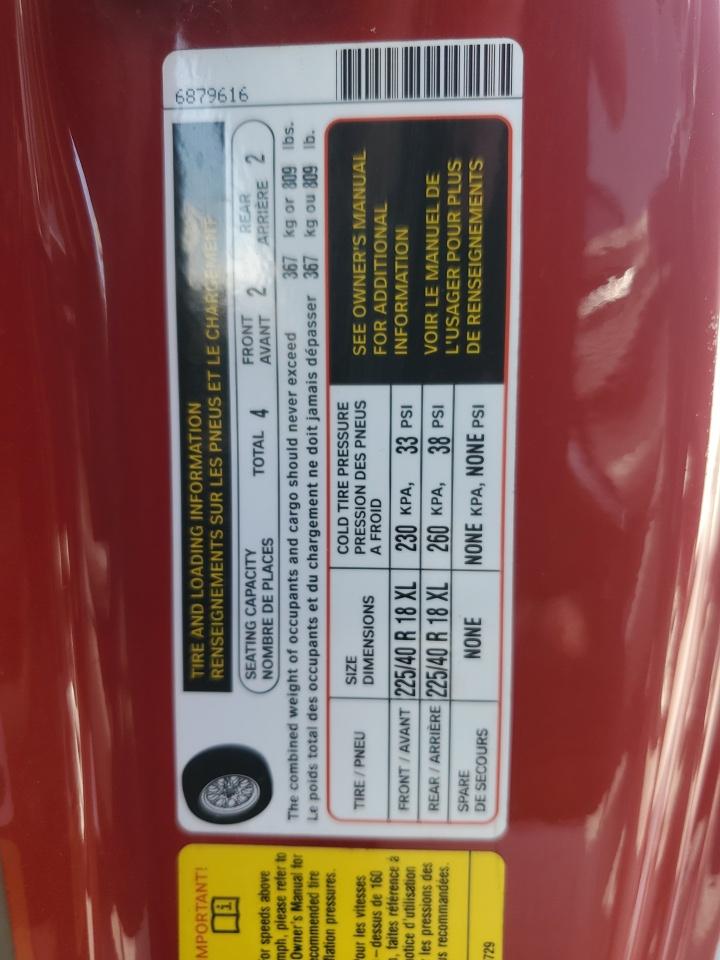 6879616
TIRE AND LOADING INFORMATION
RENSEIGNEMENTS SUR LES PNEUS ET LE CHARGEMENT
SEATING CAPACITY
NOMBRE DE PLACES
TOTAL 4
FRONT
AVANT
2
REAR
ARRIÈRE
2
The combined weight of occupants and cargo should never exceed 367 kg or 809 lbs.
Le poids total des occupants et du chargement ne doit jamais dépasser 367 kg ou 809 lb.
TIRE / PNEU
SIZE
DIMENSIONS
COLD TIRE PRESSURE
PRESSION DES PNEUS
A FROID
FRONT / AVANT 225/40 R 18 XL 230 KPA, 33 PSI
REAR / ARRIÈRE 225/40 R 18 XL 260 KPA, 38 PSI
SPARE
DE SECOURS
NONE NONE KPA, NONE PSI
SEE OWNER'S MANUAL
FOR ADDITIONAL
INFORMATION
VOIR LE MANUEL DE
L'USAGER POUR PLUS
DE RENSEIGNEMENTS
MPORTANT!
or speeds above
mph, please refer to
Owner's Manual for
ecommended tire
flation pressures.
our les vitesses
– dessus de 160
, faites référence à
notice d'utilisation
les pressions des
us recommandées.
729